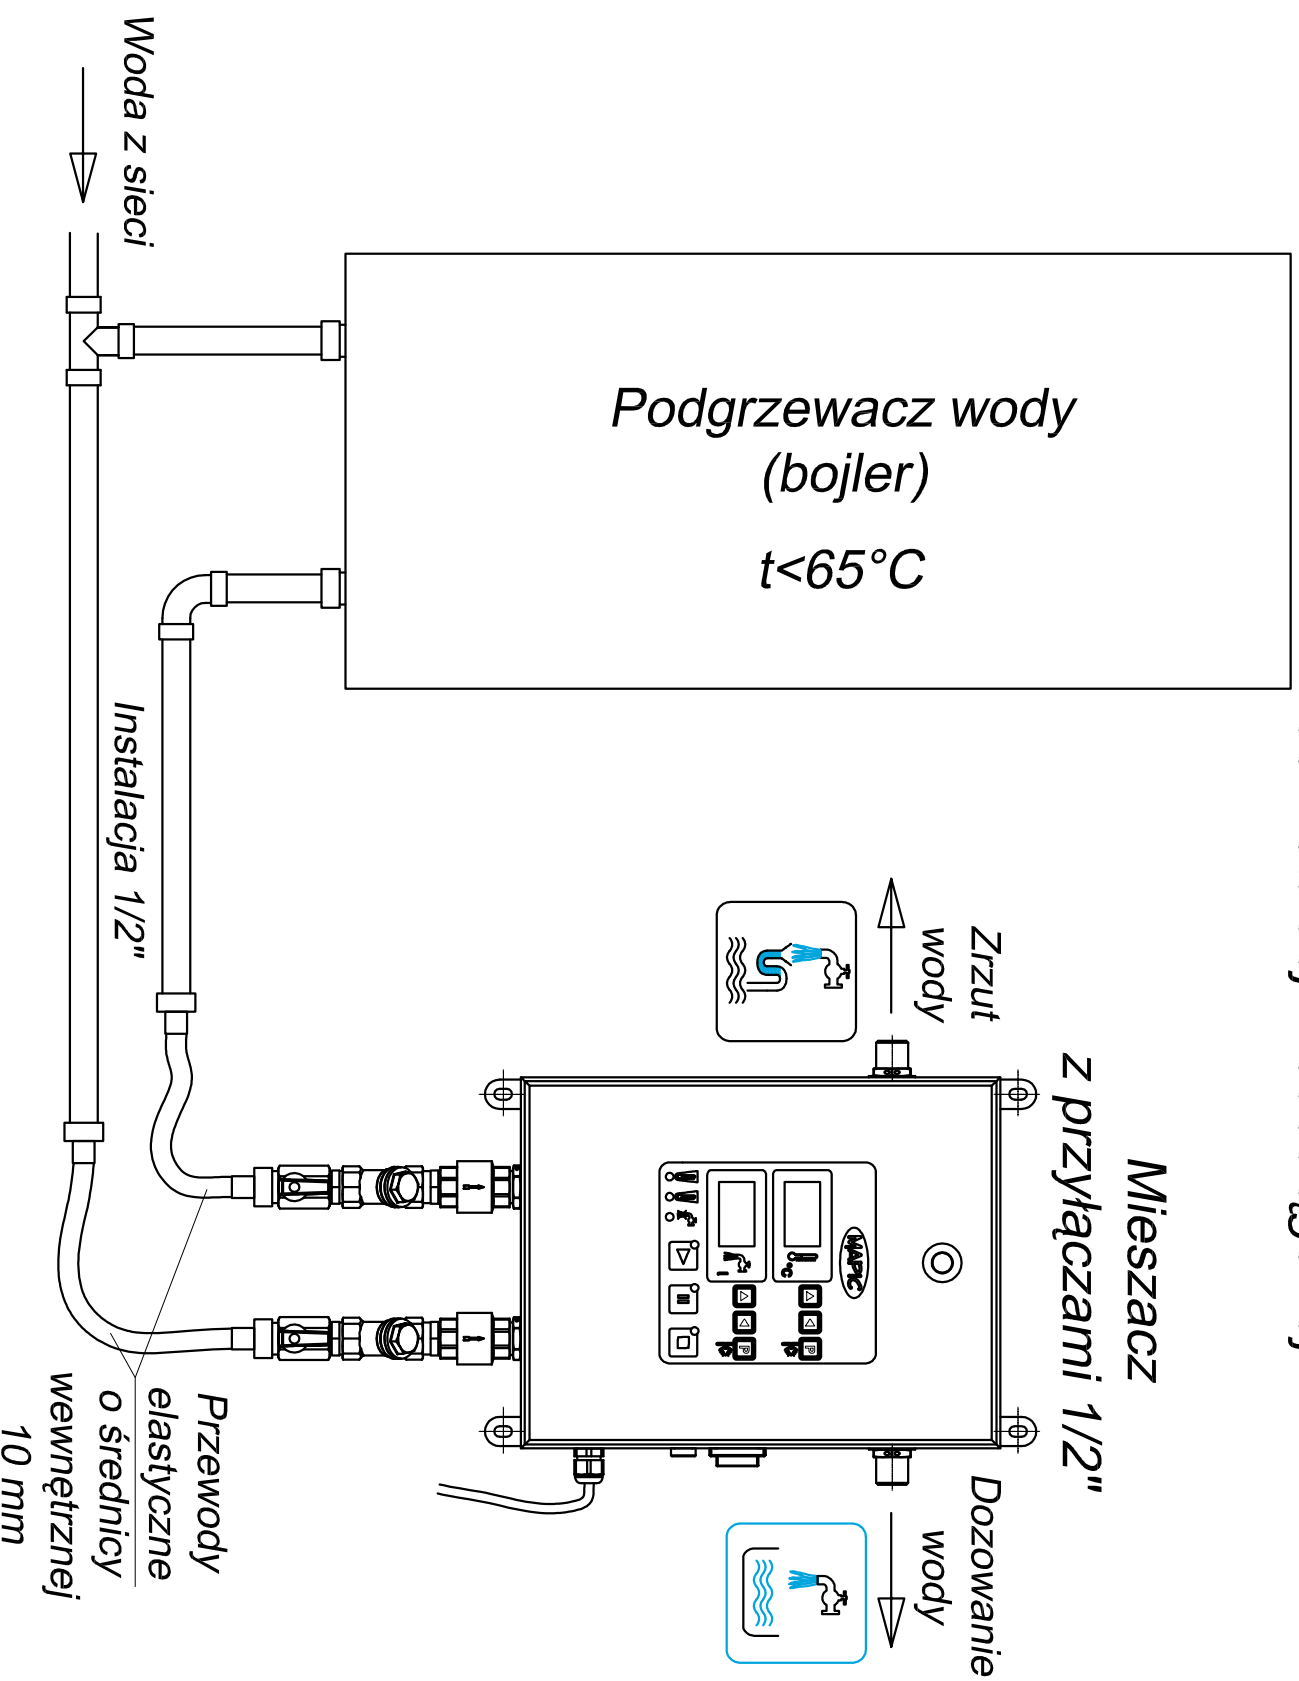 Podgrzewacz wody
(bojler)
t<65°C
Mieszacz
z przyłączami 1/2"
Zrzut
wody
Dozowanie
wody
MAPIC
°C
l
P
P
Woda z sieci
Instalacja 1/2"
Przewody
elastyczne
o średnicy
wewnętrznej
10 mm